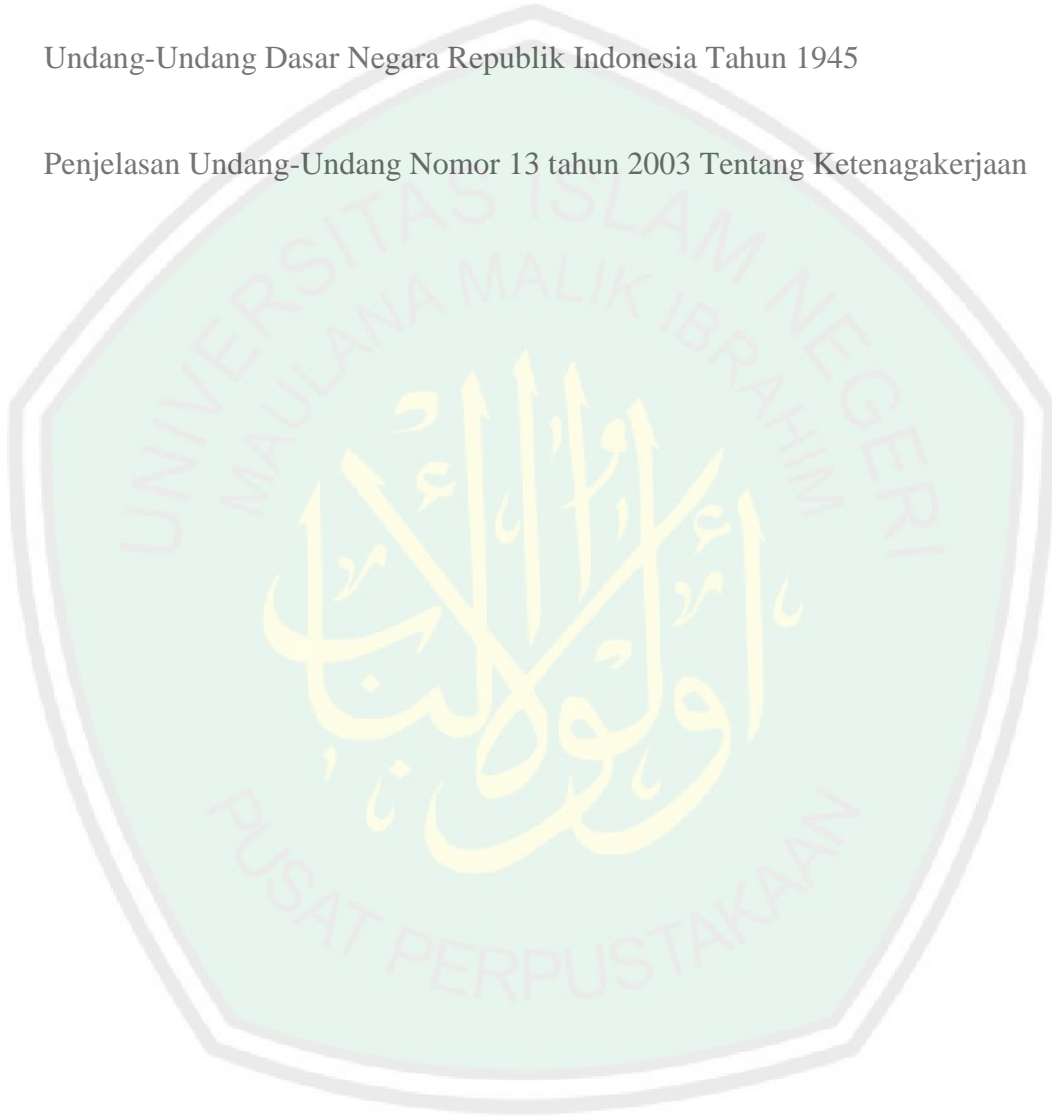 Undang-Undang Dasar Negara Republik Indonesia Tahun 1945
Penjelasan Undang-Undang Nomor 13 tahun 2003 Tentang Ketenagakerjaan
UNIVERSITAS ISLAM NEGERI
MAULANA MALIK IBRAHIM
أولوا الألباب
PUSAT PERPUSTAKAAN